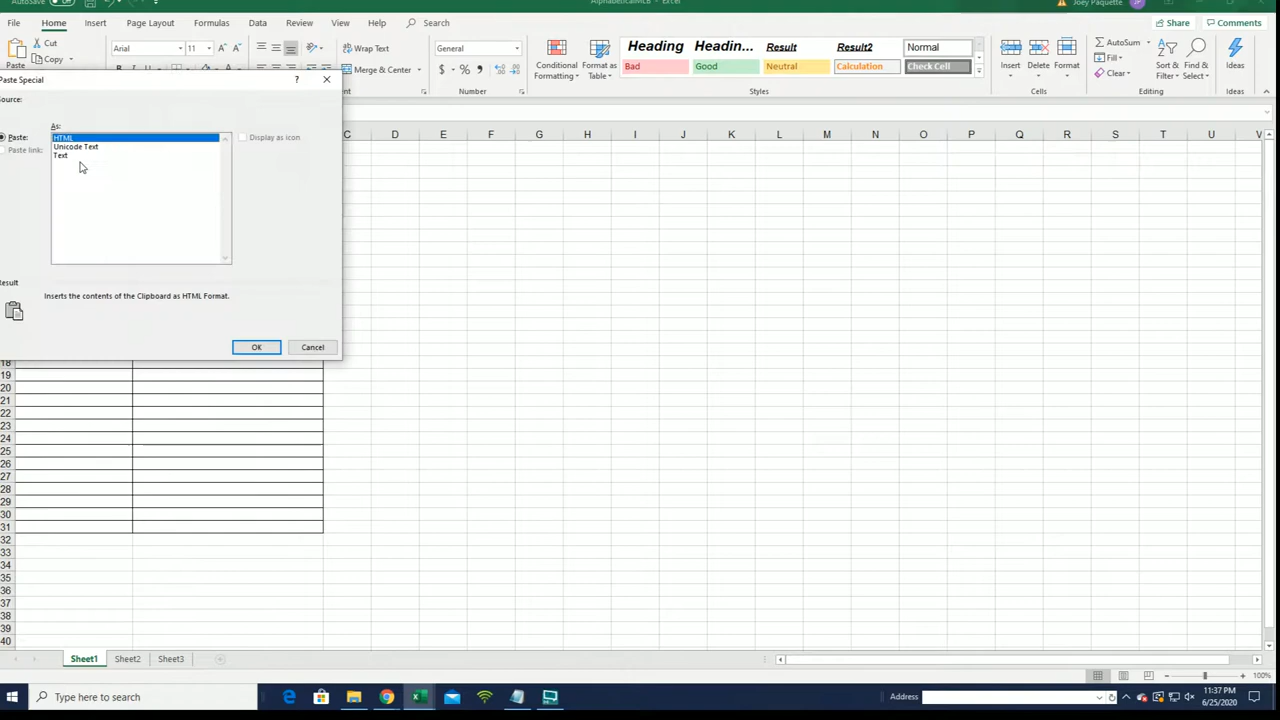 AutoSave
AlphabeticalMLB - Excel
Joey Paquette
JP
File Home Insert Page Layout Formulas Data Review View Help Search
Share Comments
Cut
Copy
Paste
Arial 11
Wrap Text
Merge & Center
General
$ % ,
Number
Conditional Formatting
Format as Table
Heading Headin... Result Result2 Normal
Bad Good Neutral Calculation Check Cell
Styles
Insert Delete Format
Cells
AutoSum
Fill
Clear
Sort & Filter
Find & Select
Ideas
Ideas
Paste Special
? ×
As:
Paste:
Paste link:
HTML
Unicode Text
Text
Display as icon
Inserts the contents of the Clipboard as HTML Format.
OK Cancel
C D E F G H I J K L M N O P Q R S T U V
18
19
20
21
22
23
24
25
26
27
28
29
30
31
32
33
34
35
36
37
38
39
40
Sheet1 Sheet2 Sheet3
100%
Type here to search
Address
11:37 PM
6/25/2020